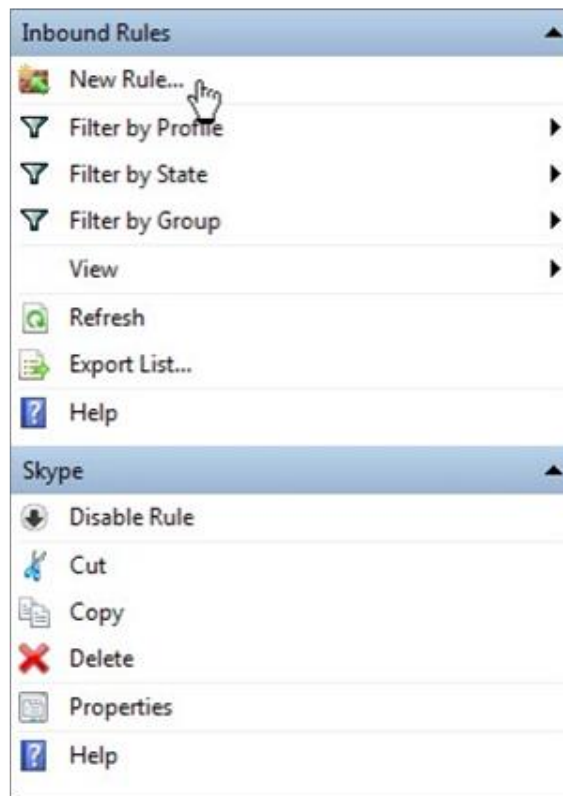 Inbound Rules
New Rule...
Filter by Profile
Filter by State
Filter by Group
View
Refresh
Export List...
Help
Skype
Disable Rule
Cut
Copy
Delete
Properties
Help